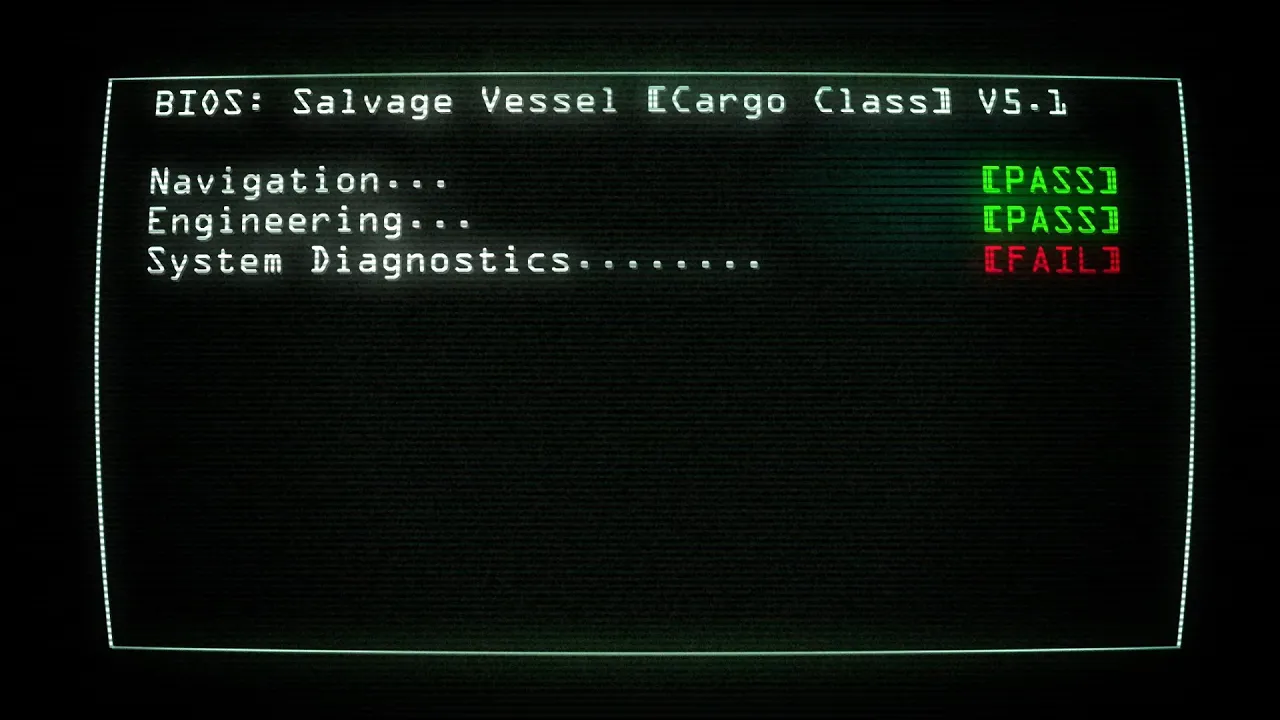 BIOS: Salvage Vessel [Cargo Class] V5.1
Navigation... [PASS]
Engineering... [PASS]
System Diagnostics........ [FAIL]